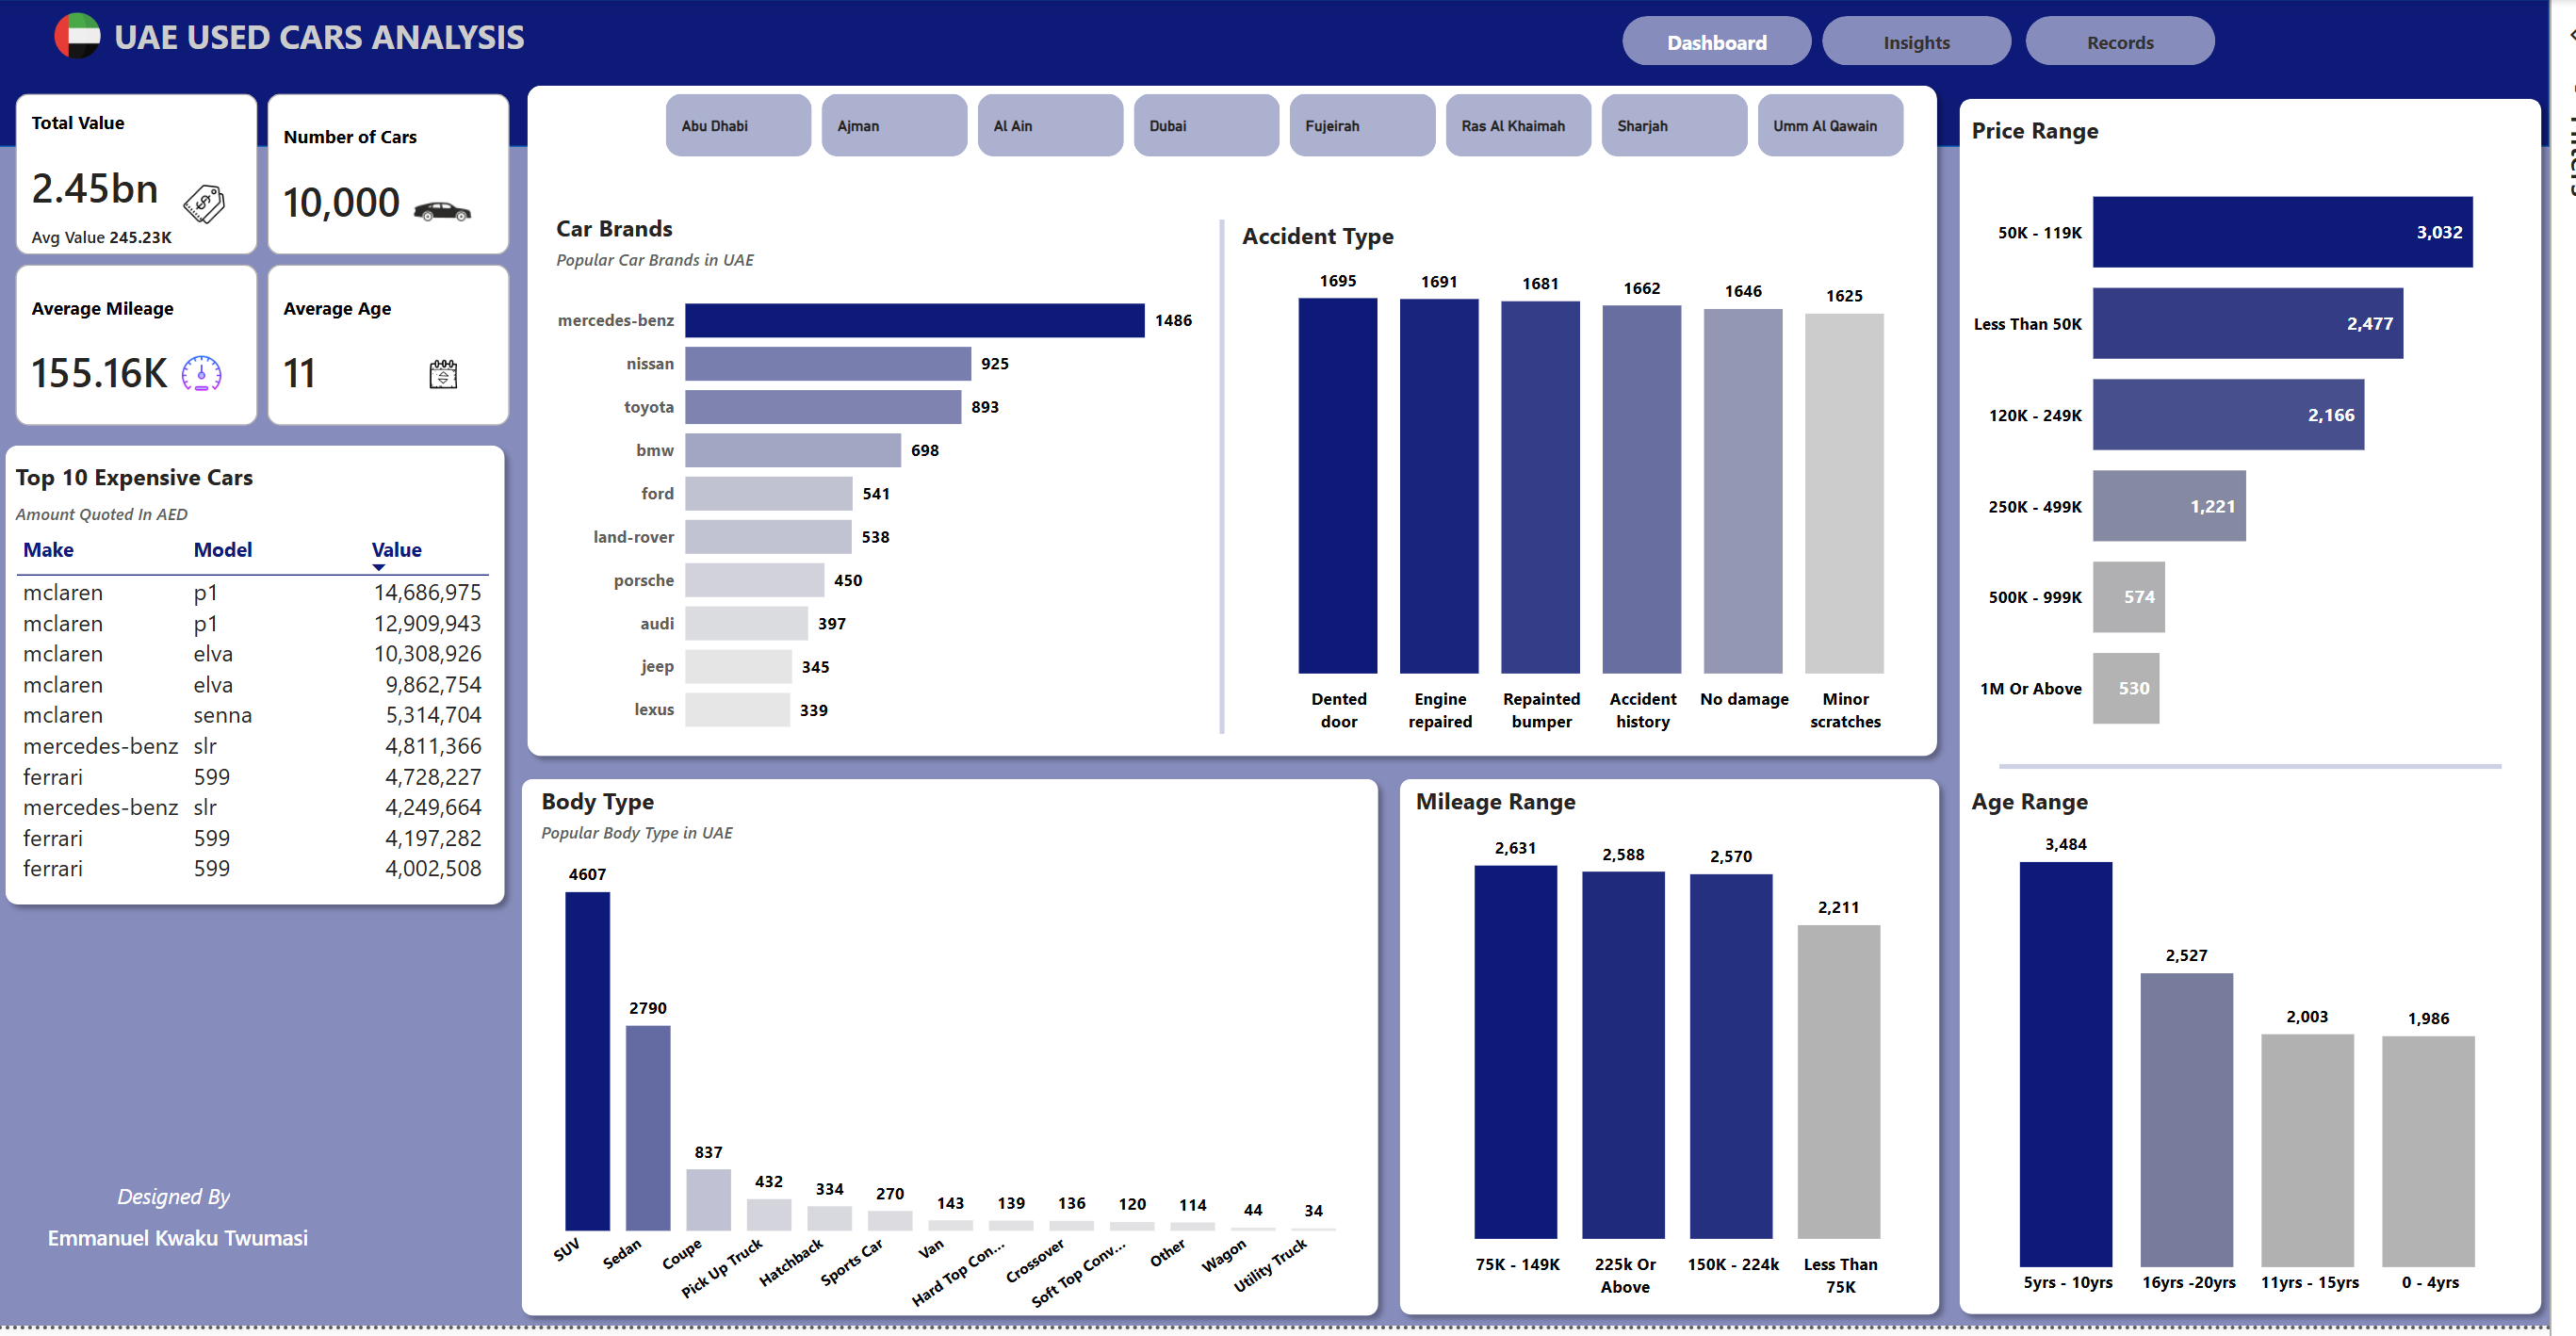 UAE USED CARS ANALYSIS
Dashboard
Insights
Records
Total Value
2.45bn
Avg Value 245.23K
Number of Cars
10,000
Average Mileage
155.16K
Average Age
11
Top 10 Expensive Cars
Amount Quoted In AED
Make Model Value
mclaren p1 14,686,975
mclaren p1 12,909,943
mclaren elva 10,308,926
mclaren elva 9,862,754
mclaren senna 5,314,704
mercedes-benz slr 4,811,366
ferrari 599 4,728,227
mercedes-benz slr 4,249,664
ferrari 599 4,197,282
ferrari 599 4,002,508
Designed By
Emmanuel Kwaku Twumasi
Abu Dhabi
Ajman
Al Ain
Dubai
Fujeirah
Ras Al Khaimah
Sharjah
Umm Al Qawain
Car Brands
Popular Car Brands in UAE
mercedes-benz 1486
nissan 925
toyota 893
bmw 698
ford 541
land-rover 538
porsche 450
audi 397
jeep 345
lexus 339
Accident Type
1695 1691 1681 1662 1646 1625
Dented door
Engine repaired
Repainted bumper
Accident history
No damage
Minor scratches
Body Type
Popular Body Type in UAE
4607 2790 837 432 334 270 143 139 136 120 114 44 34
SUV
Sedan
Coupe
Pick Up Truck
Hatchback
Sports Car
Van
Hard Top Con...
Crossover
Soft Top Conv...
Other
Wagon
Utility Truck
Mileage Range
2,631 2,588 2,570 2,211
75K - 149K
225k Or Above
150K - 224k
Less Than 75K
Price Range
50K - 119K 3,032
Less Than 50K 2,477
120K - 249K 2,166
250K - 499K 1,221
500K - 999K 574
1M Or Above 530
Age Range
3,484 2,527 2,003 1,986
5yrs - 10yrs
16yrs -20yrs
11yrs - 15yrs
0 - 4yrs